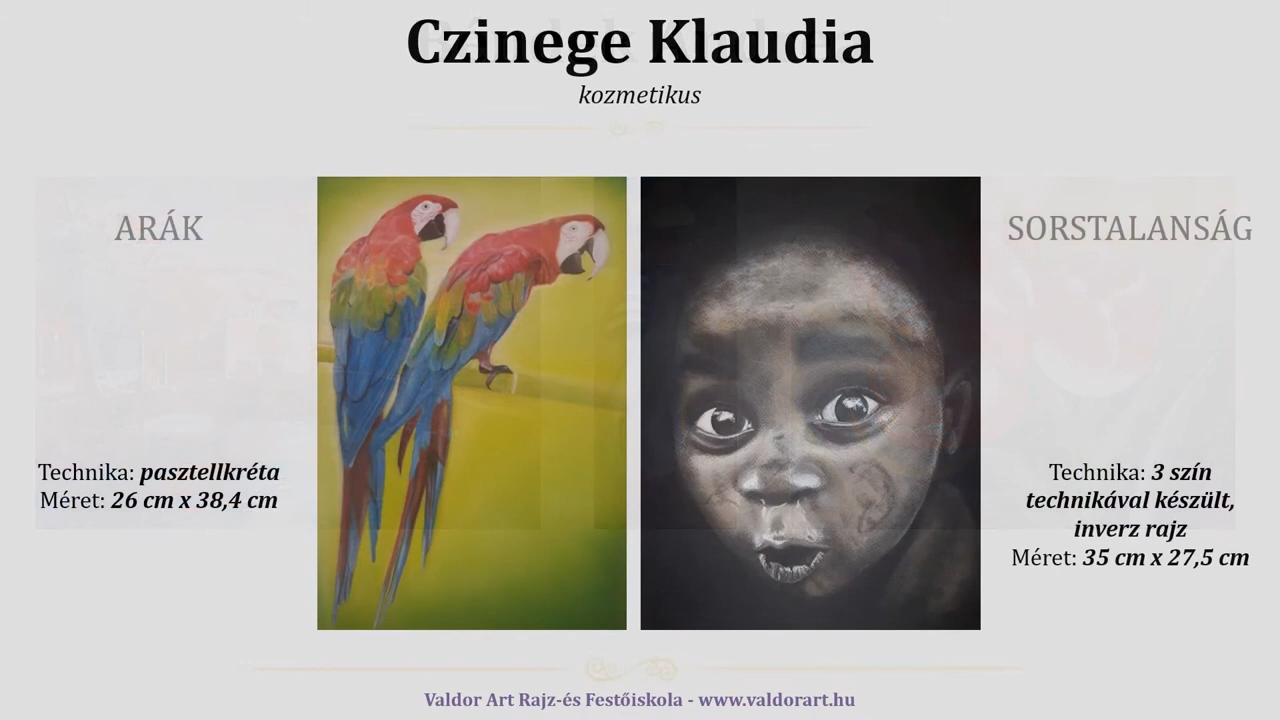 Czinege Klaudia
kozmetikus
ARÁK
Technika: pasztellkréta
Méret: 26 cm x 38,4 cm
SORSTALANSÁG
Technika: 3 szín
technikával készült,
inverz rajz
Méret: 35 cm x 27,5 cm
Valdor Art Rajz-és Festőiskola - www.valdorart.hu